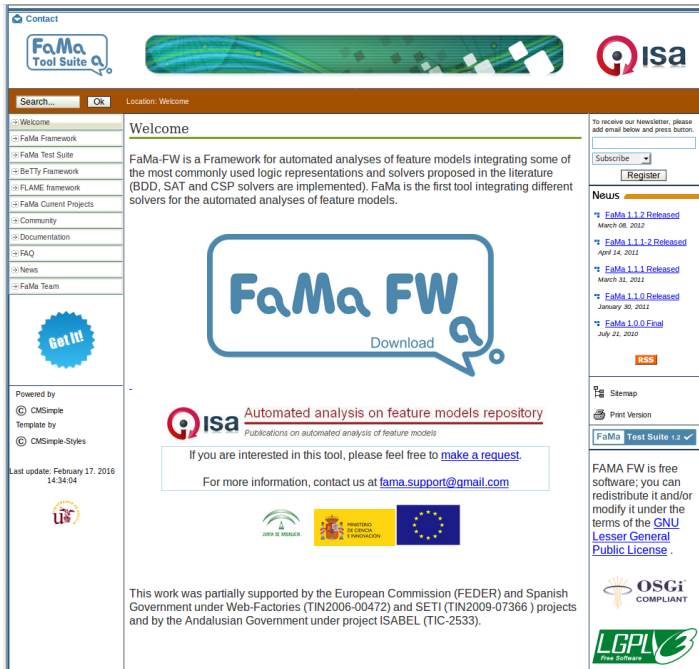 Contact
FaMa
Tool Suite
isa
Search...
Ok
Location: Welcome
Welcome
FaMa Framework
FaMa Test Suite
BeTTy Framework
FLAME framework
FaMa Current Projects
Community
Documentation
FAQ
News
FaMa Team
Get It!
Powered by
CMSimple
Template by
CMSimple-Styles
Last update: February 17. 2016
14:34:04
Welcome
FaMa-FW is a Framework for automated analyses of feature models integrating some of
the most commonly used logic representations and solvers proposed in the literature
(BDD, SAT and CSP solvers are implemented). FaMa is the first tool integrating different
solvers for the automated analyses of feature models.
FaMa FW
Download
isa
Automated analysis on feature models repository
Publications on automated analysis of feature models
If you are interested in this tool, please feel free to make a request.
For more information, contact us at fama.support@gmail.com
JUNTA DE ANDALUCIA
MINISTERIO
DE CIENCIA
E INNOVACIÓN
This work was partially supported by the European Commission (FEDER) and Spanish
Government under Web-Factories (TIN2006-00472) and SETI (TIN2009-07366 ) projects
and by the Andalusian Government under project ISABEL (TIC-2533).
To receive our Newsletter, please
add email below and press button.
Subscribe
Register
News
FaMa 1.1.2 Released
March 08, 2012
FaMa 1.1.1-2 Released
April 14, 2011
FaMa 1.1.1 Released
March 31, 2011
FaMa 1.1.0 Released
January 30, 2011
FaMa 1.0.0 Final
July 21, 2010
RSS
Sitemap
Print Version
FaMa Test Suite 1.2
FAMA FW is free
software; you can
redistribute it and/or
modify it under the
terms of the GNU
Lesser General
Public License .
OSGi
COMPLIANT
LGPLV3
Free Software